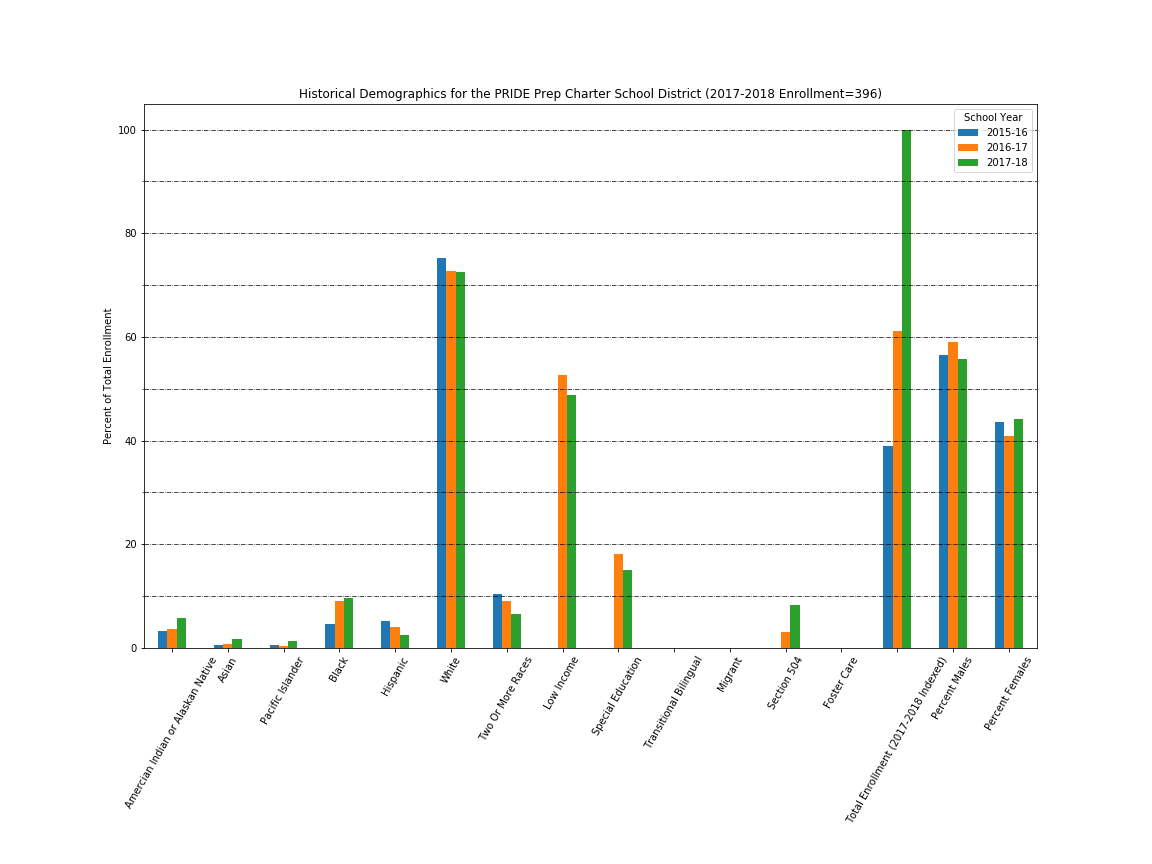 Historical Demographics for the PRIDE Prep Charter School District (2017-2018 Enrollment=396)
School Year
2015-16
2016-17
2017-18
Percent of Total Enrollment
100
80
60
40
20
0
Amercian Indian or Alaskan Native
Asian
Pacific Islander
Black
Hispanic
White
Two Or More Races
Low Income
Special Education
Transitional Bilingual
Migrant
Section 504
Foster Care
Total Enrollment (2017-2018 Indexed)
Percent Males
Percent Females